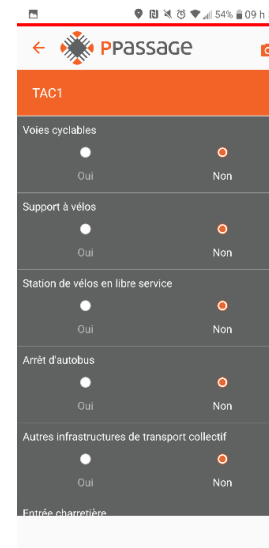 54% 09 h
PPassage
TAC1
Voies cyclables
Oui Non
Support à vélos
Oui Non
Station de vélos en libre service
Oui Non
Arrêt d'autobus
Oui Non
Autres infrastructures de transport collectif
Oui Non
Entrée charretière